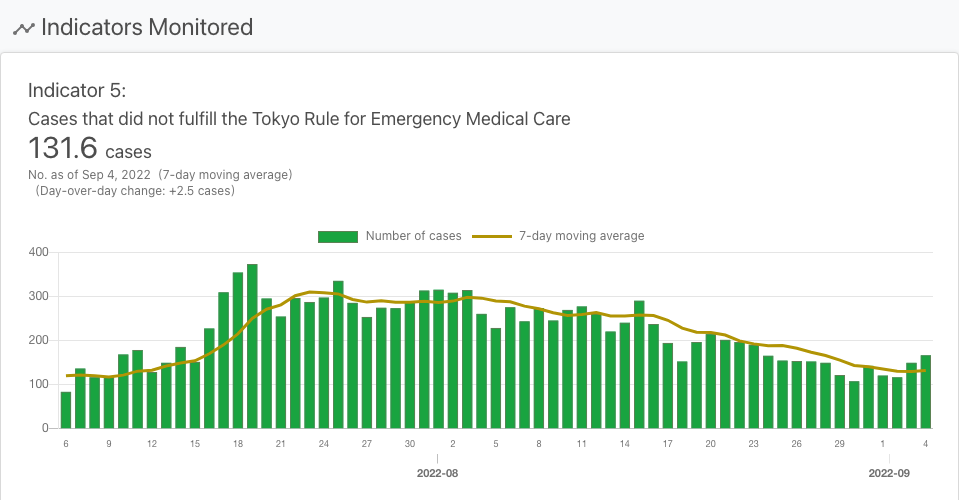 Indicators Monitored
Indicator 5:
Cases that did not fulfill the Tokyo Rule for Emergency Medical Care
131.6 cases
No. as of Sep 4, 2022 (7-day moving average)
(Day-over-day change: +2.5 cases)
Number of cases 7-day moving average
400
300
200
100
0
6 7 9 12 15 18 21 24 27 30 2 5 8 11 14 17 20 23 26 29 1 4
2022-08 2022-09